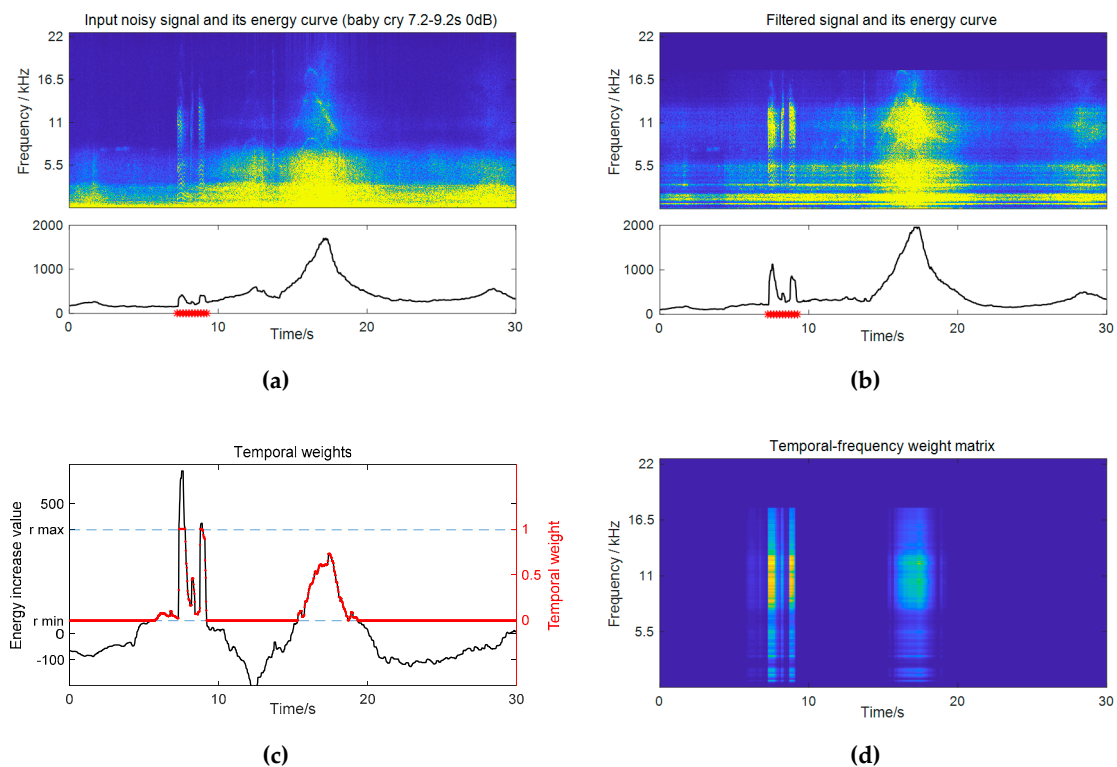 Input noisy signal and its energy curve (baby cry 7.2-9.2s 0dB)
22
16.5
11
5.5
Frequency / kHz
2000
1000
0
0
10
20
30
Time/s
(a)
Filtered signal and its energy curve
22
16.5
11
5.5
Frequency / kHz
2000
1000
0
0
10
20
30
Time/s
(b)
Temporal weights
500
r max
r min
0
-100
Energy increase value
1
0.5
0
Temporal weight
0
10
20
30
Time/s
(c)
Temporal-frequency weight matrix
22
16.5
11
5.5
Frequency / kHz
0
10
20
30
Time/s
(d)